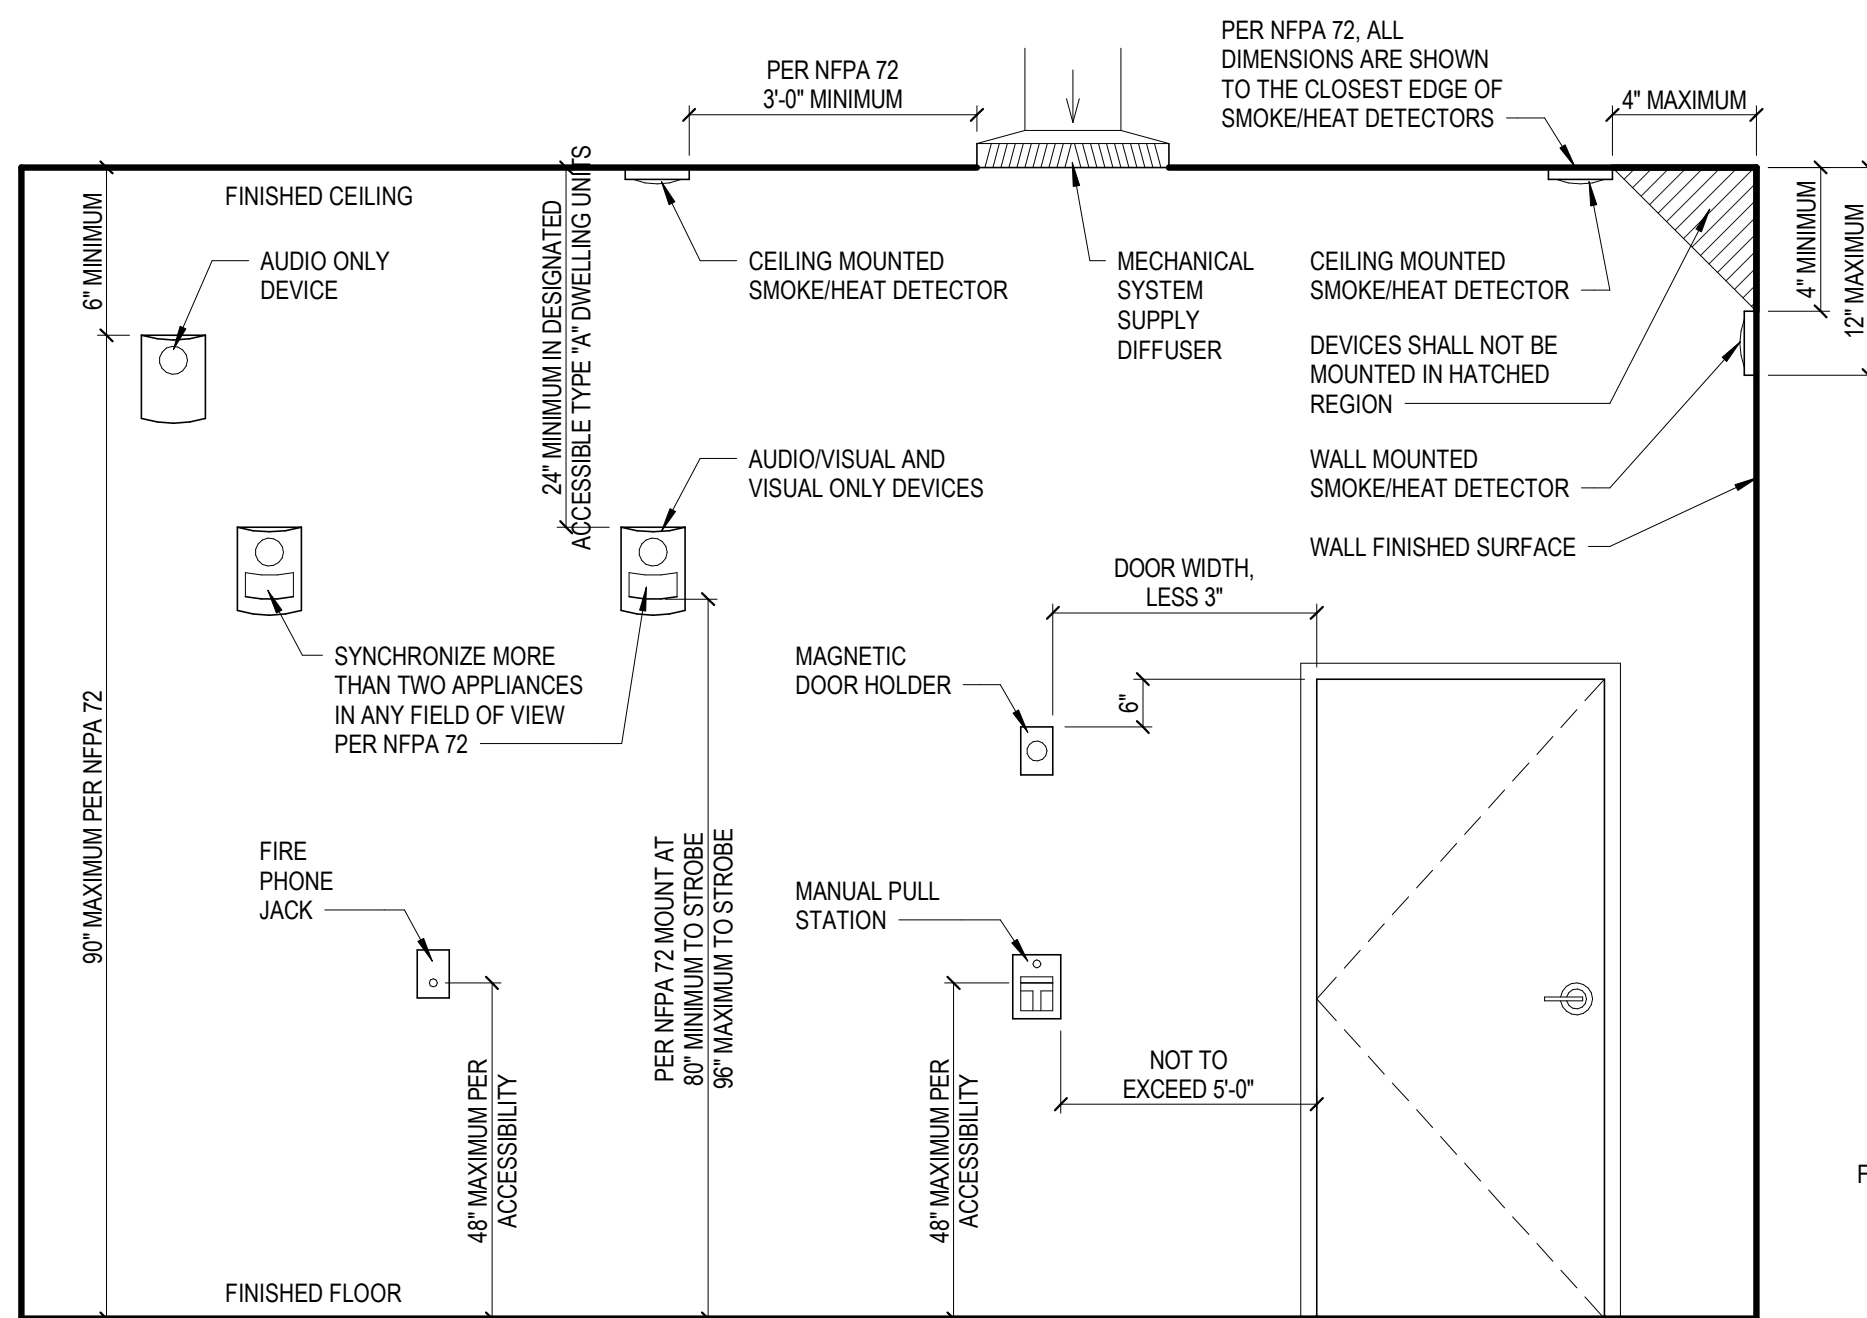 PER NFPA 72
3'-0" MINIMUM
PER NFPA 72, ALL
DIMENSIONS ARE SHOWN
TO THE CLOSEST EDGE OF
SMOKE/HEAT DETECTORS
4" MAXIMUM
FINISHED CEILING
6" MINIMUM
AUDIO ONLY
DEVICE
24" MINIMUM IN DESIGNATED
ACCESSIBLE TYPE "A" DWELLING UNITS
CEILING MOUNTED
SMOKE/HEAT DETECTOR
MECHANICAL
SYSTEM
SUPPLY
DIFFUSER
CEILING MOUNTED
SMOKE/HEAT DETECTOR
4" MINIMUM
12" MAXIMUM
DEVICES SHALL NOT BE
MOUNTED IN HATCHED
REGION
AUDIO/VISUAL AND
VISUAL ONLY DEVICES
WALL MOUNTED
SMOKE/HEAT DETECTOR
WALL FINISHED SURFACE
DOOR WIDTH,
LESS 3"
SYNCHRONIZE MORE
THAN TWO APPLIANCES
IN ANY FIELD OF VIEW
PER NFPA 72
MAGNETIC
DOOR HOLDER
6"
90" MAXIMUM PER NFPA 72
FIRE
PHONE
JACK
PER NFPA 72 MOUNT AT
80" MINIMUM TO STROBE
96" MAXIMUM TO STROBE
MANUAL PULL
STATION
48" MAXIMUM PER
ACCESSIBILITY
48" MAXIMUM PER
ACCESSIBILITY
NOT TO
EXCEED 5'-0"
FINISHED FLOOR